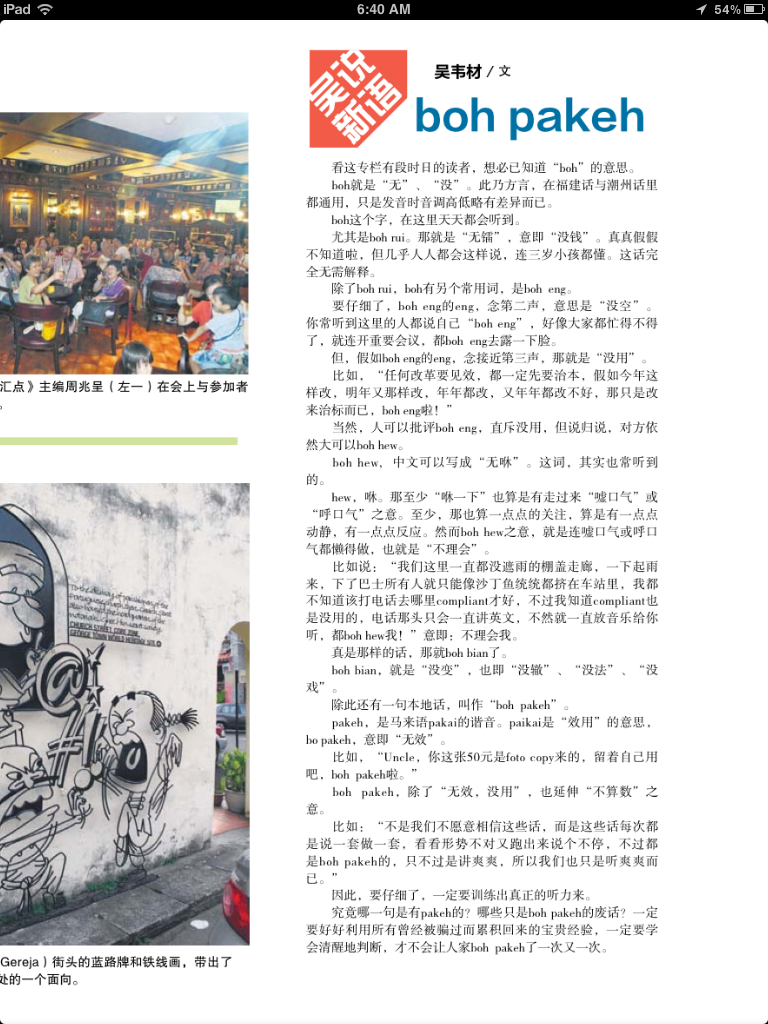 iPad
6:40 AM
54%
吴说
新语
吴韦材 / 文
boh pakeh
看这专栏有段时日的读者，想必已知道“boh”的意思。
boh就是“无”、“没”。此乃方言，在福建话与潮州话里
都通用，只是发音时音调高低略有差异而已。
boh这个字，在这里天天都会听到。
尤其是boh rui。那就是“无镭”，意即“没钱”。真真假假
不知道啦，但几乎人人都会这样说，连三岁小孩都懂。这话完
全无需解释。
除了boh rui，boh有另个常用词，是boh eng。
要仔细了，boh eng的eng，念第二声，意思是“没空”。
你常听到这里的人都说自己“boh eng”，好像大家都忙得不得
了，就连开重要会议，都boh eng去露一下脸。
但，假如boh eng的eng，念接近第三声，那就是“没用”。
比如，“任何改革要见效，都一定先要治本，假如今年这
样改，明年又那样改，年年都改，又年年都改不好，那只是改
来治标而已，boh eng啦！”
当然，人可以批评boh eng，直斥没用，但说归说，对方依
然大可以boh hew。
boh hew，中文可以写成“无咻”。这词，其实也常听到
的。
hew，咻。那至少“咻一下”也算是有走过来“嘘口气”或
“呼口气”之意。至少，那也算一点点的关注，算是有一点点
动静，有一点点反应。然而boh hew之意，就是连嘘口气或呼口
气都懒得做，也就是“不理会”。
比如说：“我们这里一直都没遮雨的棚盖走廊，一下起雨
来，下了巴士所有人就只能像沙丁鱼统统都挤在车站里，我都
不知道该打电话去哪里compliant才好，不过我知道compliant也
是没用的，电话那头只会一直讲英文，不然就一直放音乐给你
听，都boh hew我！”意即：不理会我。
真是那样的话，那就boh bian了。
boh bian，就是“没变”，也即“没辙”、“没法”、“没
戏”。
除此还有一句本地话，叫作“boh pakeh”。
pakeh，是马来语pakai的谐音。paikai是“效用”的意思，
bo pakeh，意即“无效”。
比如，“Uncle，你这张50元是foto copy来的，留着自己用
吧，boh pakeh啦。”
boh pakeh，除了“无效，没用”，也延伸“不算数”之
意。
比如：“不是我们不愿意相信这些话，而是这些话每次都
是说一套做一套，看看形势不对又跑出来说个不停，不过都
是boh pakeh的，只不过是讲爽爽，所以我们也只是听爽爽而
已。”
因此，要仔细了，一定要训练出真正的听力来。
究竟哪一句是有pakeh的？哪些只是boh pakeh的废话？一定
要好好利用所有曾经被骗过而累积回来的宝贵经验，一定要学
会清醒地判断，才不会让人家boh pakeh了一次又一次。
汇点》主编周兆呈（左一）在会上与参加者
。
CHURCH STREET CORE ZONE,
GEORGE TOWN WORLD HERITAGE SITE
@
#!
Gereja）街头的蓝路牌和铁线画，带出了
处的一个面向。